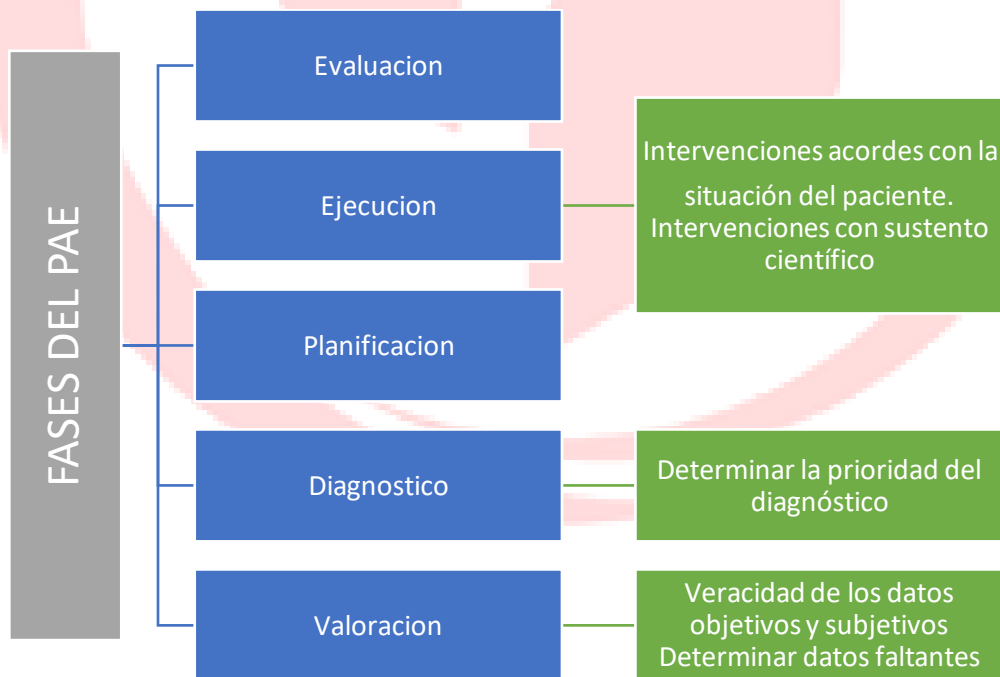 FASES DEL PAE
Evaluacion
Ejecucion
Intervenciones acordes con la
situación del paciente.
Intervenciones con sustento
científico
Planificacion
Diagnostico
Determinar la prioridad del
diagnóstico
Valoracion
Veracidad de los datos
objetivos y subjetivos
Determinar datos faltantes